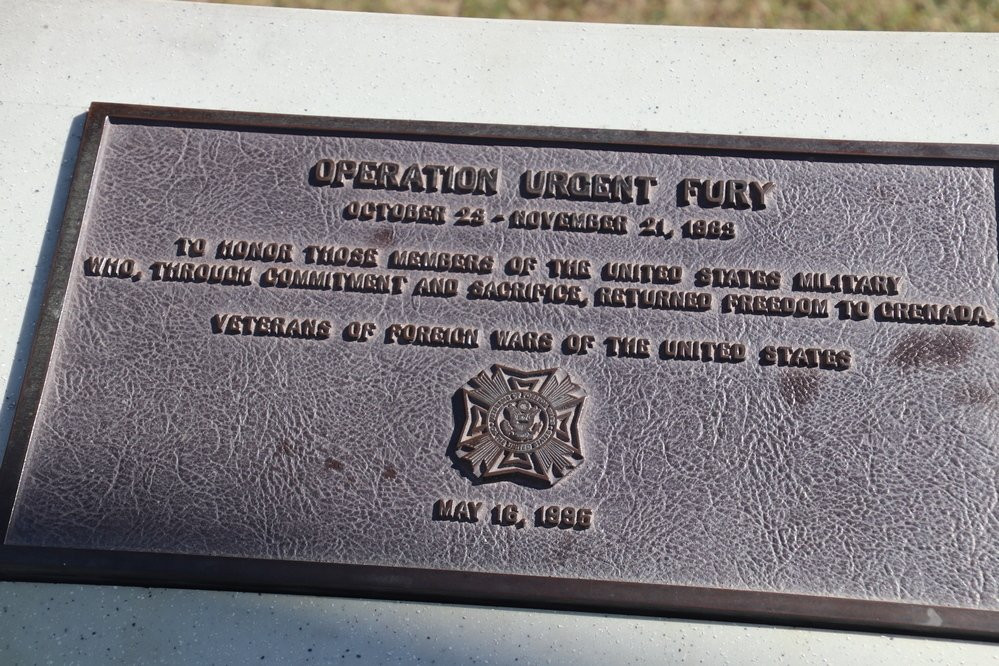 OPERATION URGENT FURY
OCTOBER 23 - NOVEMBER 21, 1983
TO HONOR THOSE MEMBERS OF THE UNITED STATES MILITARY
WHO, THROUGH COMMITMENT AND SACRIFICE, RETURNED FREEDOM TO GRENADA.
VETERANS OF FOREIGN WARS OF THE UNITED STATES
MAY 16, 1995